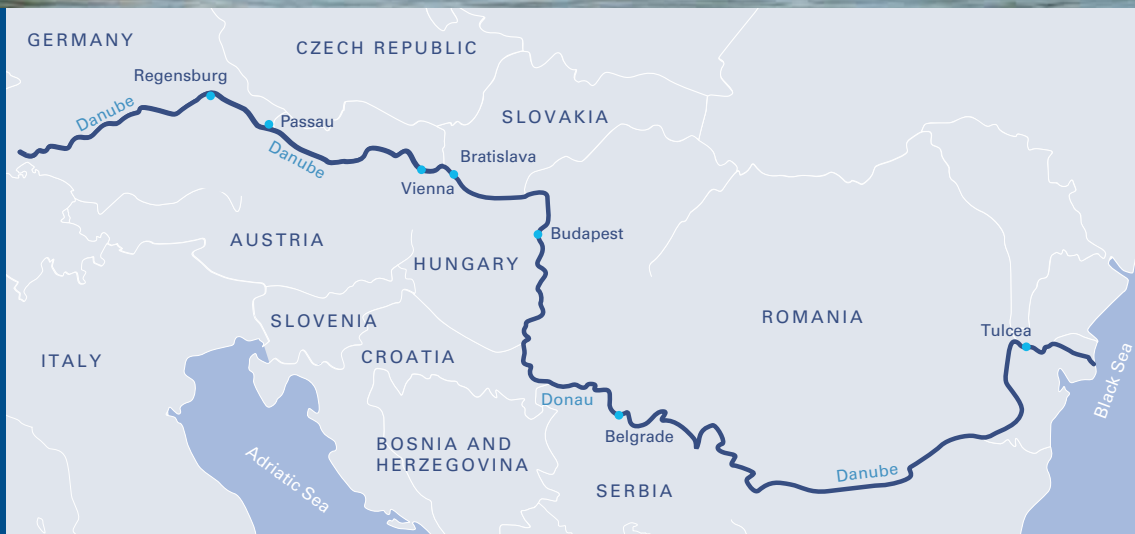 GERMANY
CZECH REPUBLIC
Regensburg
Danube
Passau
SLOVAKIA
Danube
Bratislava
Vienna
AUSTRIA
Budapest
HUNGARY
SLOVENIA
ROMANIA
Tulcea
ITALY
CROATIA
Black Sea
Donau
Belgrade
BOSNIA AND
HERZEGOVINA
Adriatic Sea
SERBIA
Danube